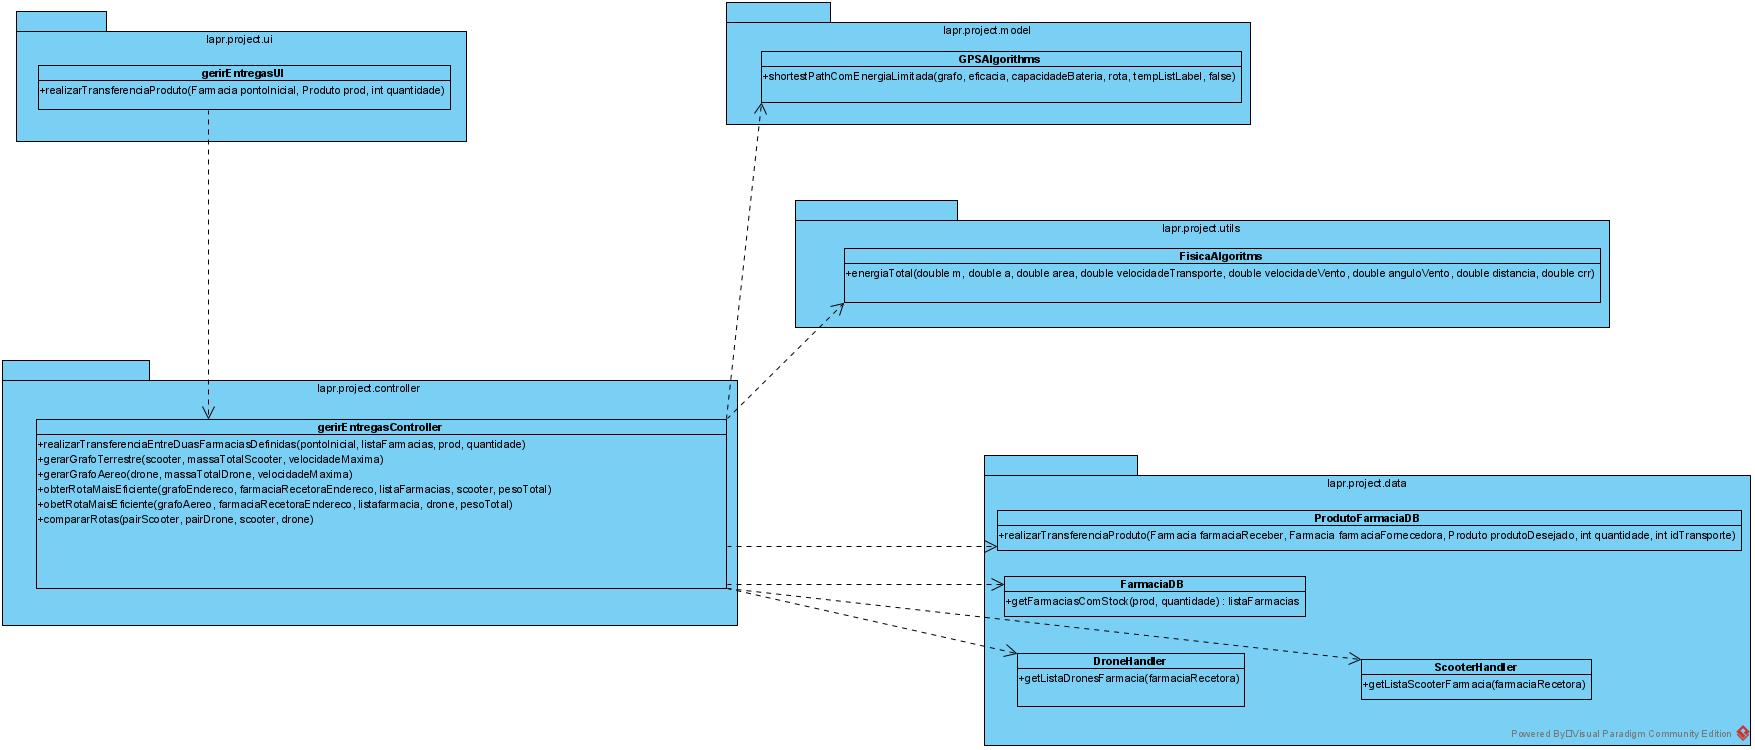 lapr.project.ui
gerirEntregasUI
+realizarTransferenciaProduto(Farmacia pontoInicial, Produto prod, int quantidade)
lapr.project.model
GPSAlgorithms
+shortestPathComEnergiaLimitada(grafo, eficacia, capacidadeBateria, rota, tempListLabel, false)
lapr.project.utils
FisicaAlgoritms
+energiaTotal(double m, double a, double area, double velocidadeTransporte, double velocidadeVento, double anguloVento, double distancia, double crr)
lapr.project.controller
gerirEntregasController
+realizarTransferenciaEntreDuasFarmaciasDefinidas(pontoInicial, listaFarmacias, prod, quantidade)
+gerarGrafoTerrestre(scooter, massaTotalScooter, velocidadeMaxima)
+gerarGrafoAereo(drone, massaTotalDrone, velocidadeMaxima)
+obterRotaMaisEficiente(grafoEndereco, farmaciaRecetoraEndereco, listaFarmacias, scooter, pesoTotal)
+obetRotaMaisEficiente(grafoAereo, farmaciaRecetoraEndereco, listafarmacia, drone, pesoTotal)
+compararRotas(pairScooter, pairDrone, scooter, drone)
lapr.project.data
ProdutoFarmaciaDB
+realizarTransferenciaProduto(Farmacia farmaciaReceber, Farmacia farmaciaFornecedora, Produto produtoDesejado, int quantidade, int idTransporte)
FarmaciaDB
+getFarmaciasComStock(prod, quantidade) : listaFarmacias
DroneHandler
+getListaDronesFarmacia(farmaciaRecetora)
ScooterHandler
+getListaScooterFarmacia(farmaciaRecetora)
Powered By Visual Paradigm Community Edition